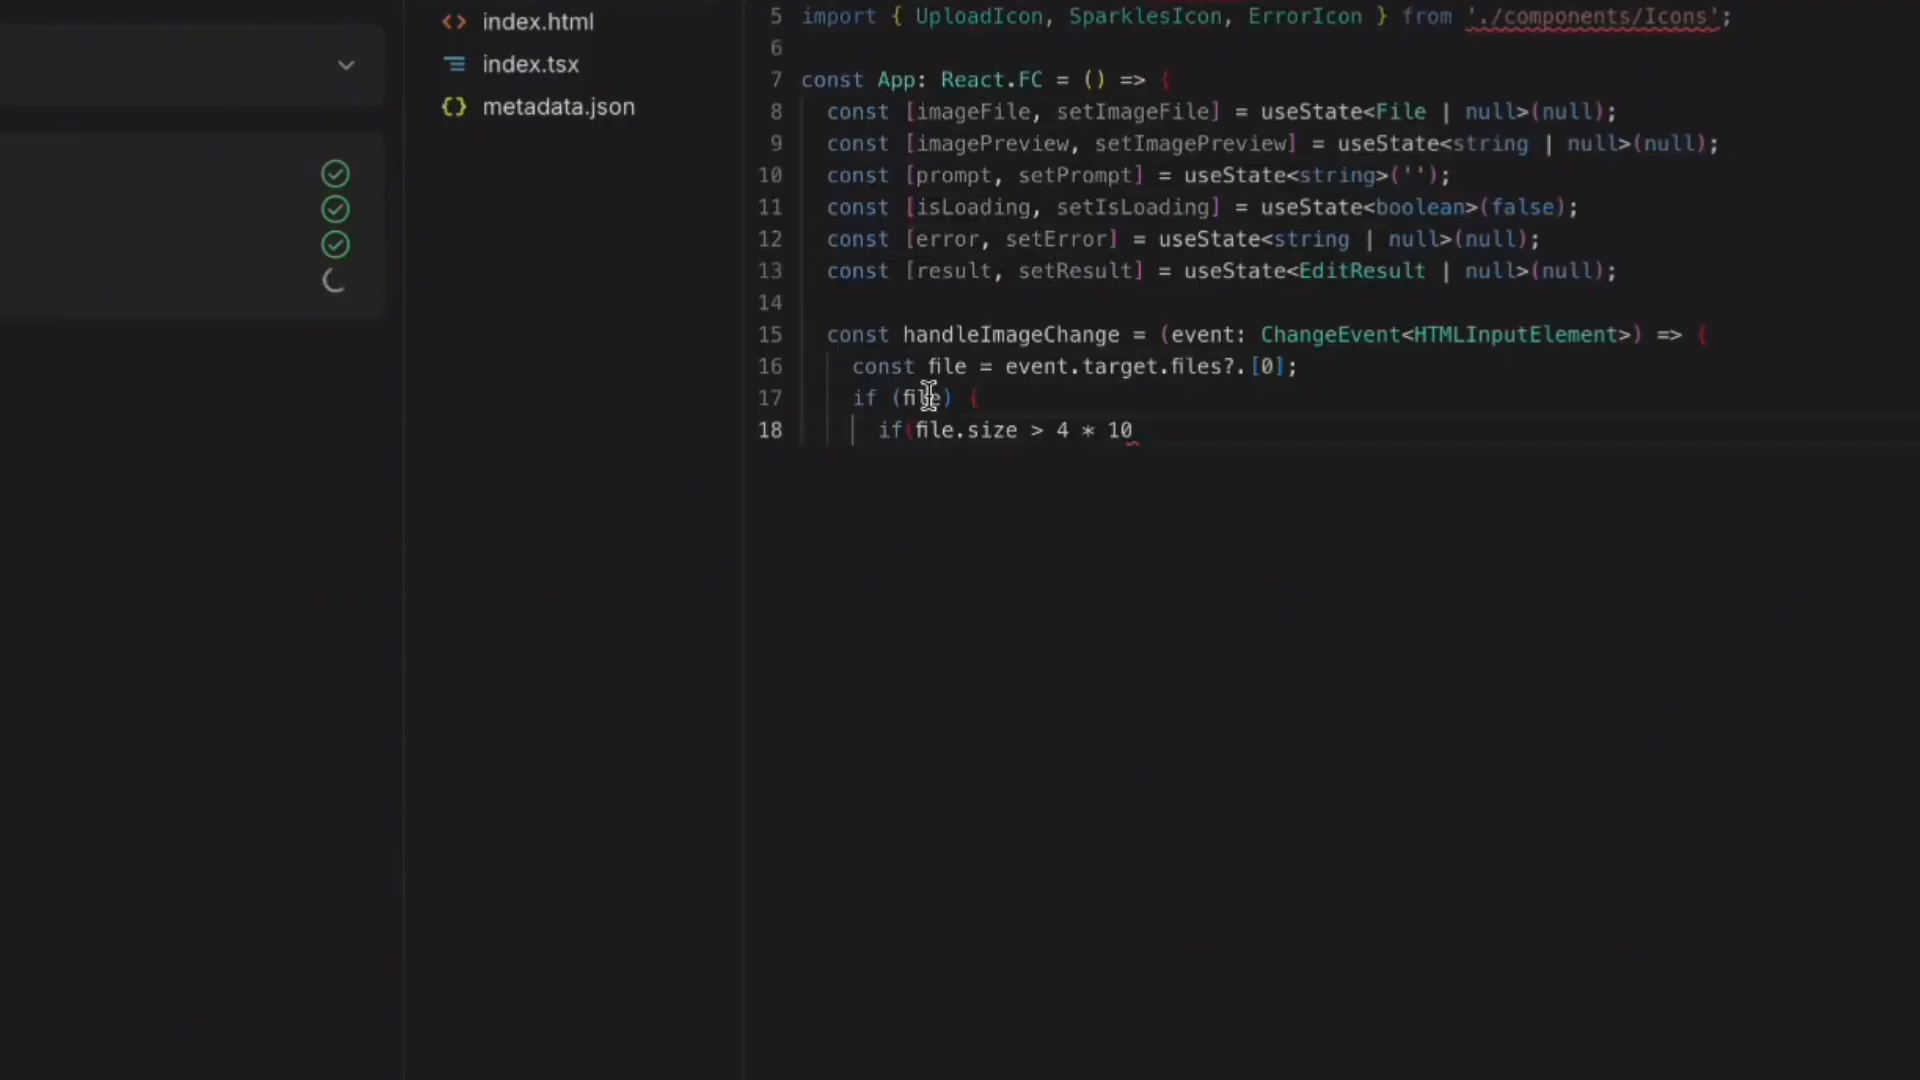 index.html
index.tsx
metadata.json
5 import { UploadIcon, SparklesIcon, ErrorIcon } from './components/Icons';
6
7 const App: React.FC = () => {
8 const [imageFile, setImageFile] = useState<File | null>(null);
9 const [imagePreview, setImagePreview] = useState<string | null>(null);
10 const [prompt, setPrompt] = useState<string>('');
11 const [isLoading, setIsLoading] = useState<boolean>(false);
12 const [error, setError] = useState<string | null>(null);
13 const [result, setResult] = useState<EditResult | null>(null);
14
15 const handleImageChange = (event: ChangeEvent<HTMLInputElement>) => {
16 const file = event.target.files?.[0];
17 if (file) {
18 if(file.size > 4 * 10